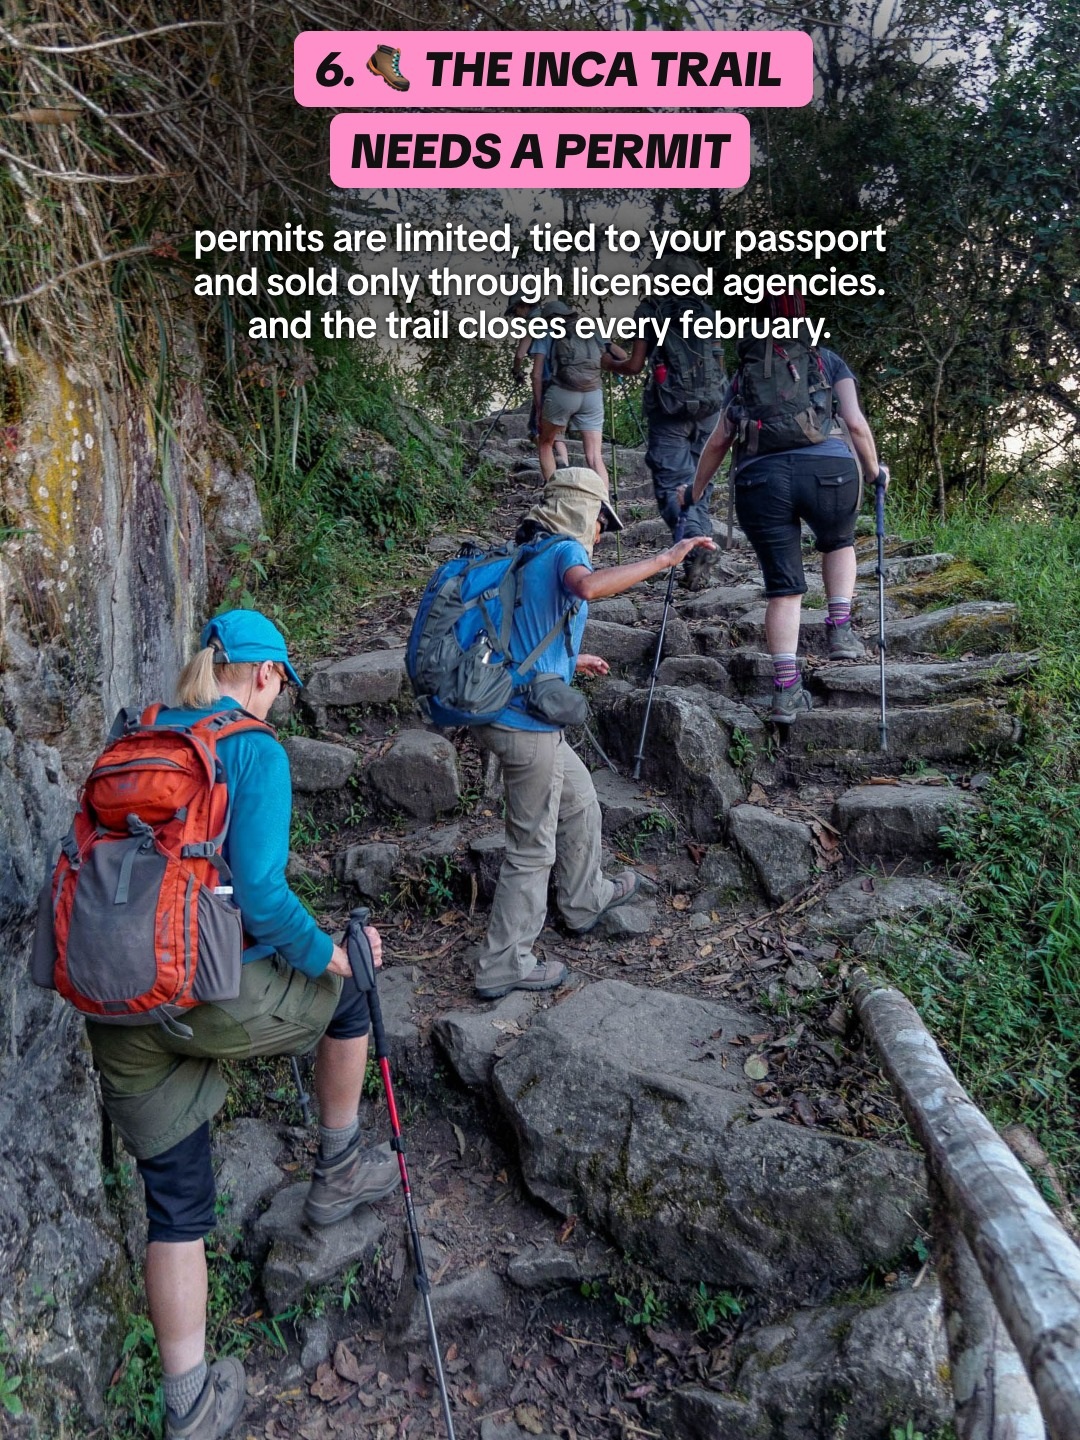 6. 🥾 THE INCA TRAIL
NEEDS A PERMIT
permits are limited, tied to your passport
and sold only through licensed agencies.
and the trail closes every february.